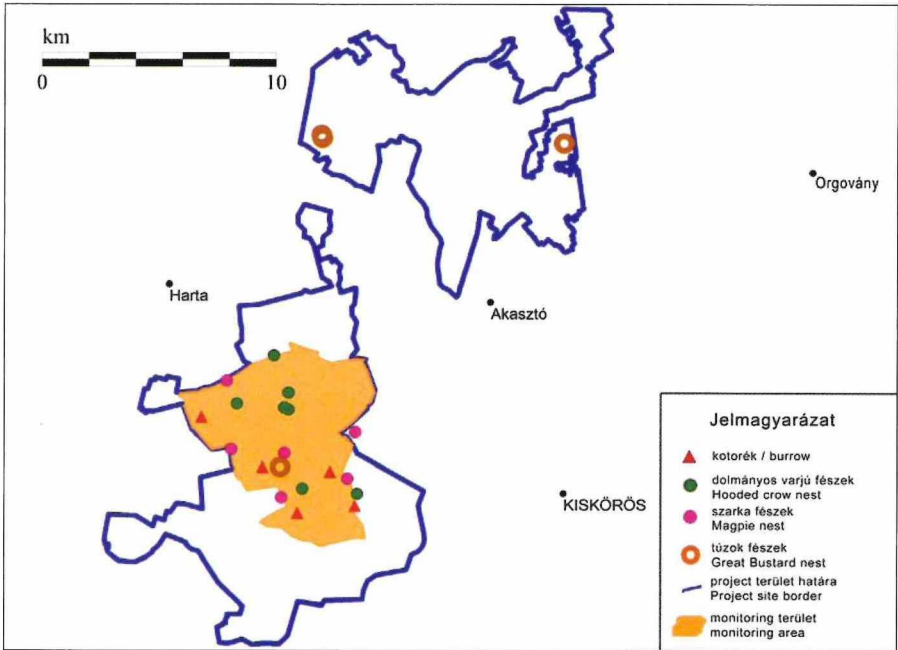 km
0 10
Orgovány
Harta
Akasztó
KISKÖRÖS
Jelmagyarázat
kotorék / burrow
dolmányos varjú fészek
Hooded crow nest
szarka fészek
Magpie nest
túzok fészek
Great Bustard nest
project terület határa
Project site border
monitoring terület
monitoring area